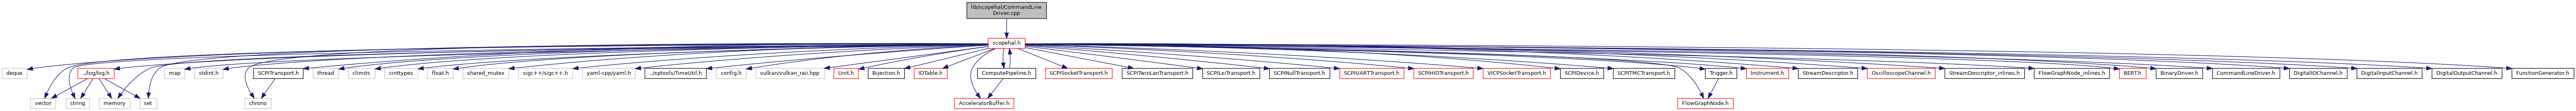 lib/scopehal/CommandLine
Driver.cpp
scopehal.h
deque
../log/log.h
map
stdint.h
SCPITransport.h
thread
climits
cinttypes
float.h
shared_mutex
sigc++/sigc++.h
yaml-cpp/yaml.h
../xptools/TimeUtil.h
config.h
vulkan/vulkan_raii.hpp
Unit.h
Bijection.h
IDTable.h
ComputePipeline.h
SCPISocketTransport.h
SCPITwinLanTransport.h
SCPILxiTransport.h
SCPINullTransport.h
SCPIUARTTransport.h
SCPIHIDTransport.h
VICPSocketTransport.h
SCPIDevice.h
SCPITMCTransport.h
Trigger.h
Instrument.h
StreamDescriptor.h
OscilloscopeChannel.h
StreamDescriptor_inlines.h
FlowGraphNode_inlines.h
BERT.h
BinaryDriver.h
CommandLineDriver.h
DigitalIOChannel.h
DigitalInputChannel.h
DigitalOutputChannel.h
FunctionGenerator.h
vector
string
memory
set
chrono
AcceleratorBuffer.h
FlowGraphNode.h